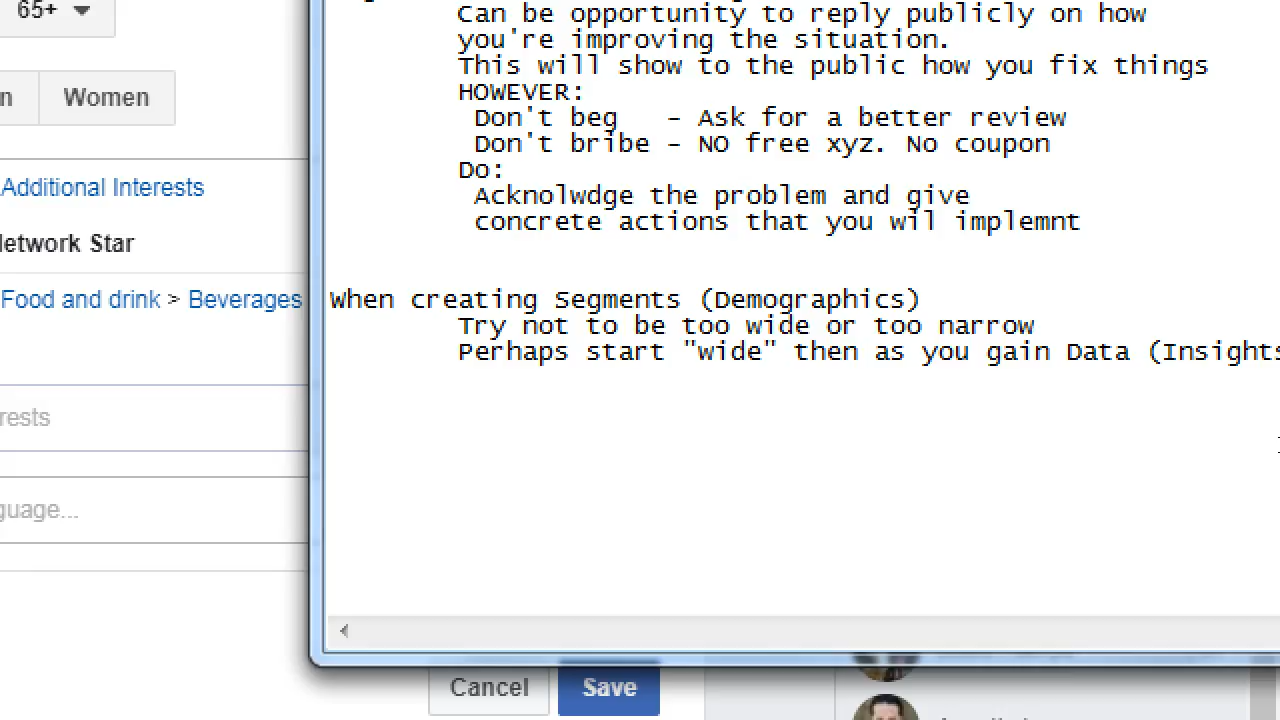 65+
Women
Additional Interests
etwork Star
Food and drink > Beverages
rests
guage...
Can be opportunity to reply publicly on how
you're improving the situation.
This will show to the public how you fix things
HOWEVER:
Don't beg - Ask for a better review
Don't bribe - NO free xyz. No coupon
Do:
Acknolwdge the problem and give
concrete actions that you wil implemnt
When creating Segments (Demographics)
Try not to be too wide or too narrow
Perhaps start "wide" then as you gain Data (Insights
Cancel
Save